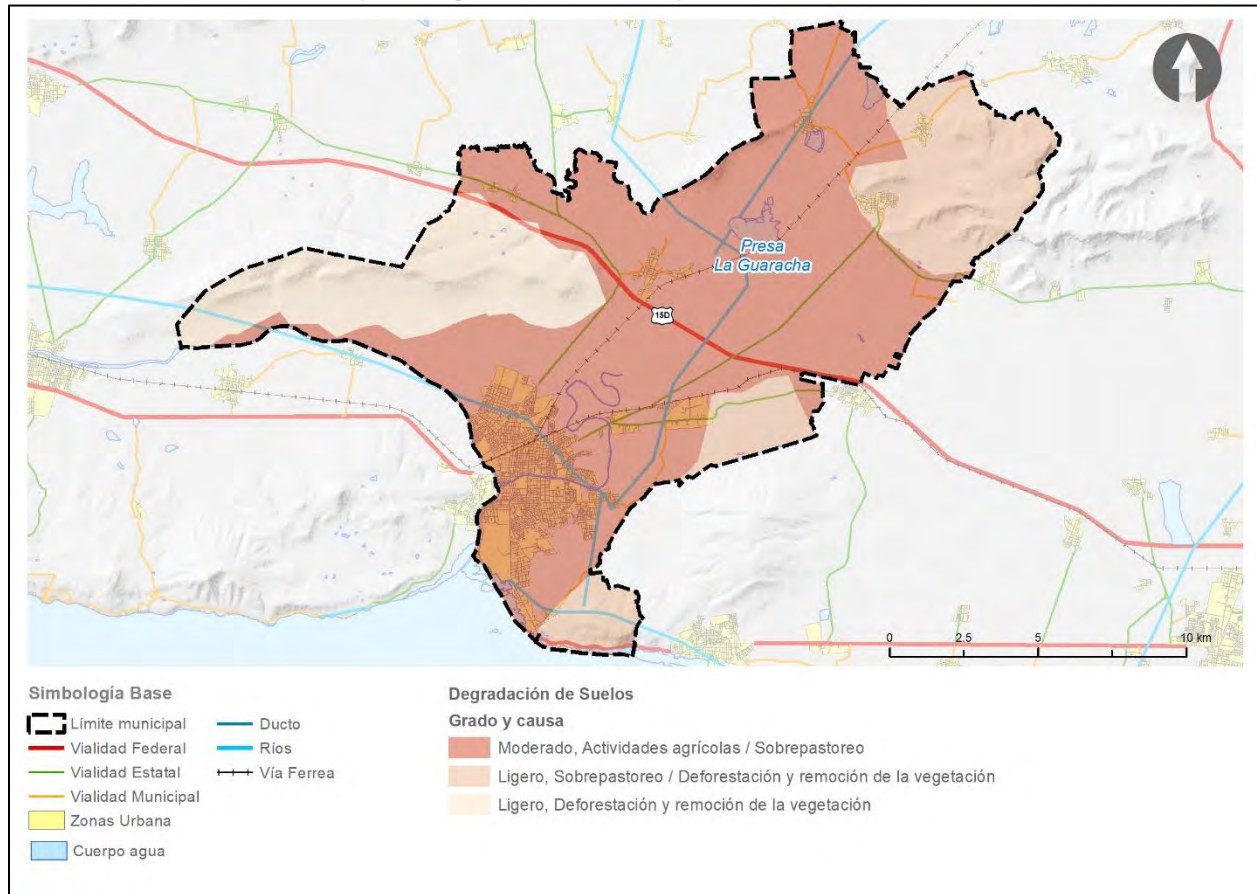 Presa
La Guaracha
15D
0 2.5 5 10 km
Simbología Base
Límite municipal
Vialidad Federal
Vialidad Estatal
Vialidad Municipal
Zonas Urbana
Cuerpo agua
Ducto
Ríos
Vía Ferrea
Degradación de Suelos
Grado y causa
Moderado, Actividades agrícolas / Sobrepastoreo
Ligero, Sobrepastoreo / Deforestación y remoción de la vegetación
Ligero, Deforestación y remoción de la vegetación